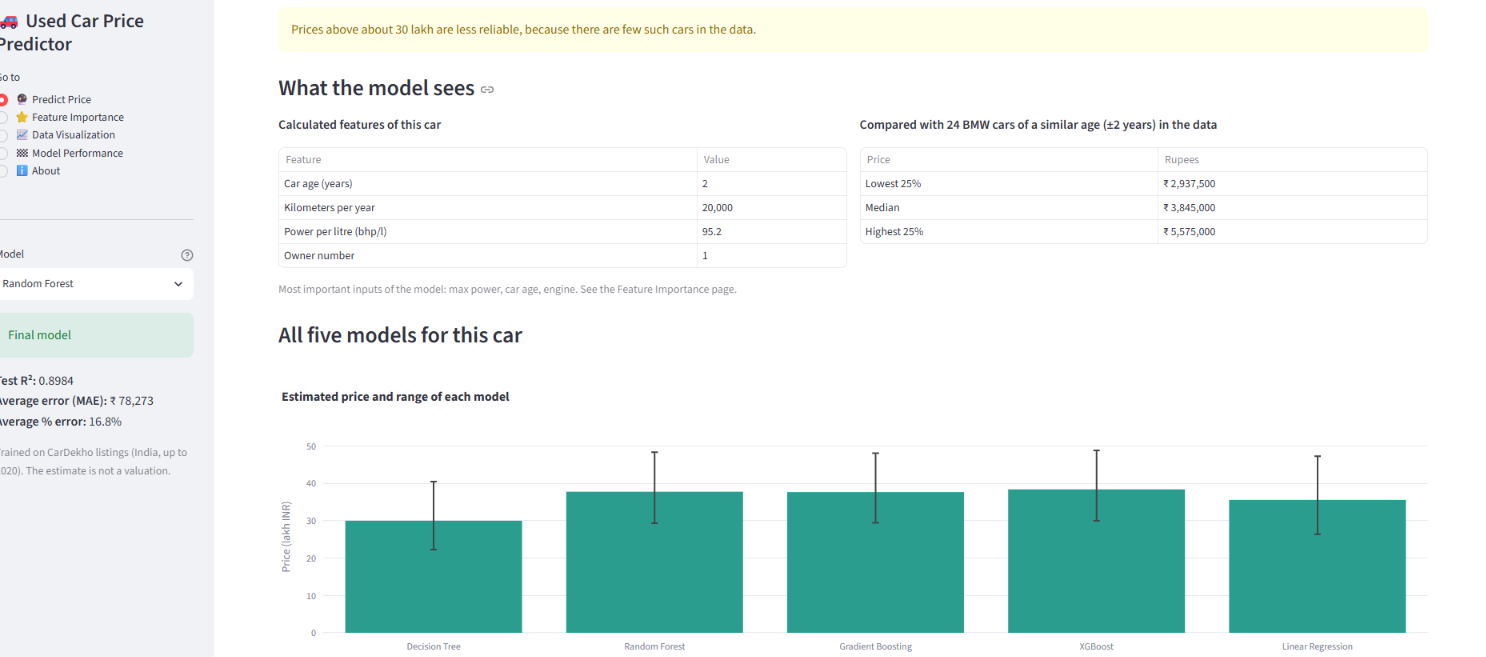 Used Car Price
Predictor
Go to
Predict Price
Feature Importance
Data Visualization
Model Performance
About
Model
Random Forest
Final model
Test R²: 0.8984
Average error (MAE): ₹ 78,273
Average % error: 16.8%
Trained on CarDekho listings (India, up to
2020). The estimate is not a valuation.
Prices above about 30 lakh are less reliable, because there are few such cars in the data.
What the model sees
Calculated features of this car
Feature Value
Car age (years) 2
Kilometers per year 20,000
Power per litre (bhp/l) 95.2
Owner number 1
Most important inputs of the model: max power, car age, engine. See the Feature Importance page.
Compared with 24 BMW cars of a similar age (±2 years) in the data
Price Rupees
Lowest 25% ₹ 2,937,500
Median ₹ 3,845,000
Highest 25% ₹ 5,575,000
All five models for this car
Estimated price and range of each model
Price (lakh INR)
50
40
30
20
10
0
Decision Tree Random Forest Gradient Boosting XGBoost Linear Regression